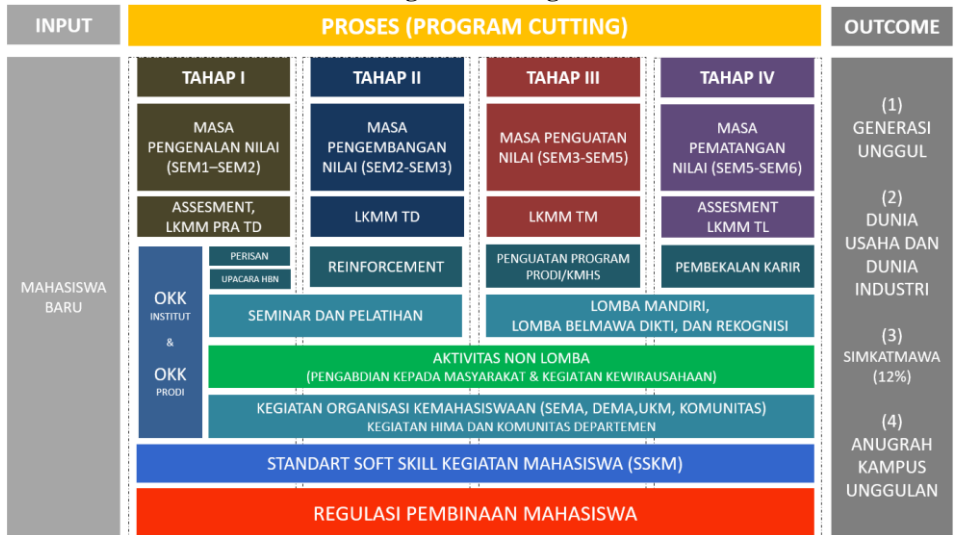 INPUT
PROSES (PROGRAM CUTTING)
OUTCOME
MAHASISWA
BARU
TAHAP I
TAHAP II
TAHAP III
TAHAP IV
MASA
PENGENALAN NILAI
(SEM1–SEM2)
MASA
PENGEMBANGAN
NILAI (SEM2-SEM3)
MASA PENGUATAN
NILAI (SEM3-SEM5)
MASA
PEMATANGAN
NILAI (SEM5-SEM6)
ASSESMENT,
LKMM PRA TD
LKMM TD
LKMM TM
ASSESMENT
LKMM TL
OKK
INSTITUT
&
OKK
PRODI
PERISAN
UPACARA HBN
REINFORCEMENT
PENGUATAN PROGRAM
PRODI/KMHS
PEMBEKALAN KARIR
SEMINAR DAN PELATIHAN
LOMBA MANDIRI,
LOMBA BELMAWA DIKTI, DAN REKOGNISI
AKTIVITAS NON LOMBA
(PENGABDIAN KEPADA MASYARAKAT & KEGIATAN KEWIRAUSAHAAN)
KEGIATAN ORGANISASI KEMAHASISWAAN (SEMA, DEMA,UKM, KOMUNITAS)
KEGIATAN HIMA DAN KOMUNITAS DEPARTEMEN
STANDART SOFT SKILL KEGIATAN MAHASISWA (SSKM)
REGULASI PEMBINAAN MAHASISWA
(1)
GENERASI
UNGGUL
(2)
DUNIA
USAHA DAN
DUNIA
INDUSTRI
(3)
SIMKATMAWA
(12%)
(4)
ANUGRAH
KAMPUS
UNGGULAN